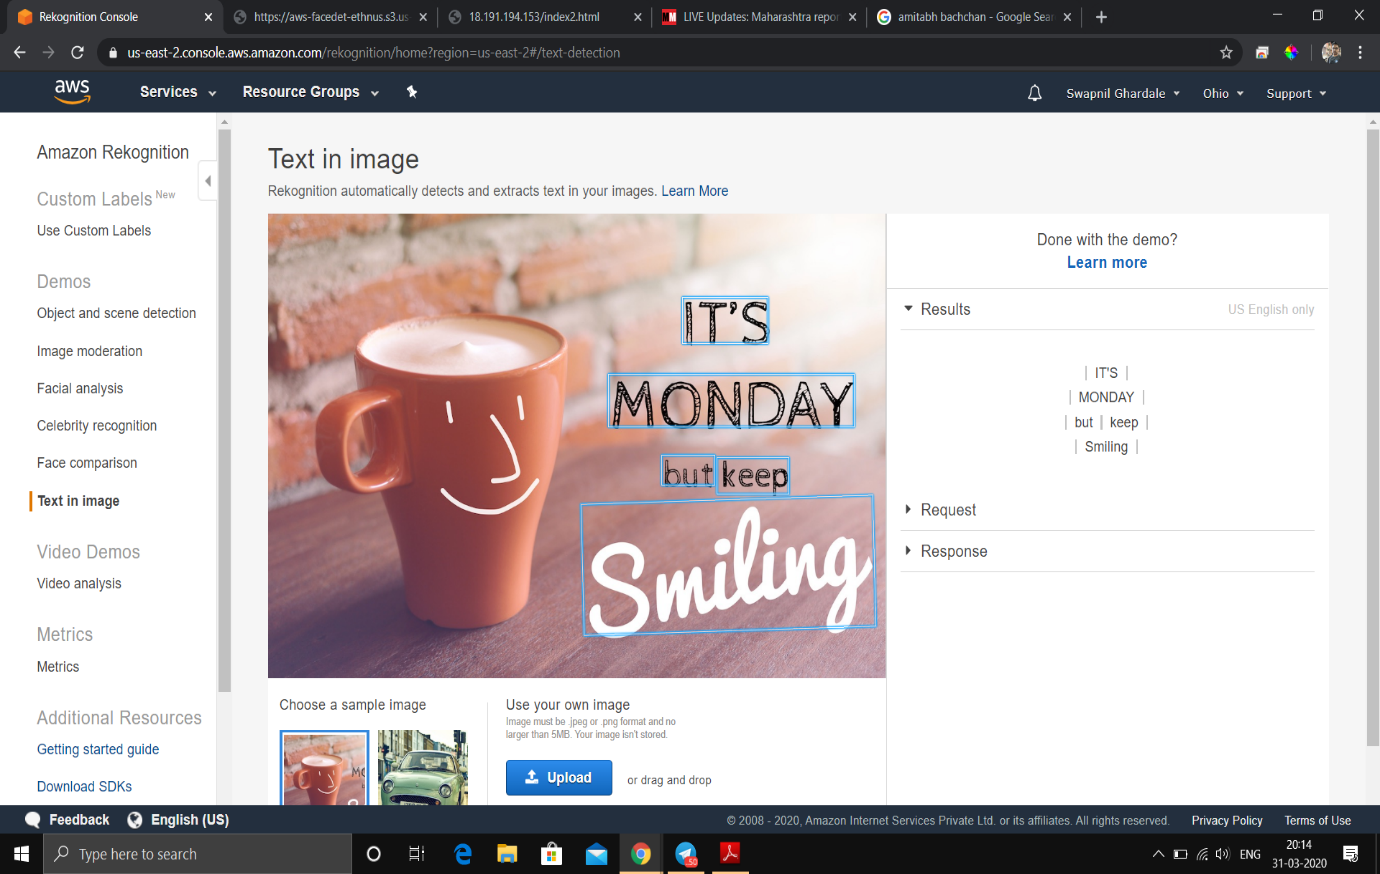 Rekognition Console
https://aws-facedet-ethnus.s3.us-
18.191.194.153/index2.html
LIVE Updates: Maharashtra repor
amitabh bachchan - Google Sear
us-east-2.console.aws.amazon.com/rekognition/home?region=us-east-2#/text-detection
aws
Services
Resource Groups
Swapnil Ghardale
Ohio
Support
Amazon Rekognition
Custom Labels New
Use Custom Labels
Demos
Object and scene detection
Image moderation
Facial analysis
Celebrity recognition
Face comparison
Text in image
Video Demos
Video analysis
Metrics
Metrics
Additional Resources
Getting started guide
Download SDKs
Text in image
Rekognition automatically detects and extracts text in your images. Learn More
IT'S
MONDAY
but keep
Smiling
Done with the demo?
Learn more
Results
US English only
| IT'S |
| MONDAY |
| but | keep |
| Smiling |
Request
Response
Choose a sample image
Use your own image
Image must be .jpeg or .png format and no
larger than 5MB. Your image isn't stored.
Upload
or drag and drop
Feedback
English (US)
© 2008 - 2020, Amazon Internet Services Private Ltd. or its affiliates. All rights reserved.
Privacy Policy
Terms of Use
Type here to search
ENG
20:14
31-03-2020